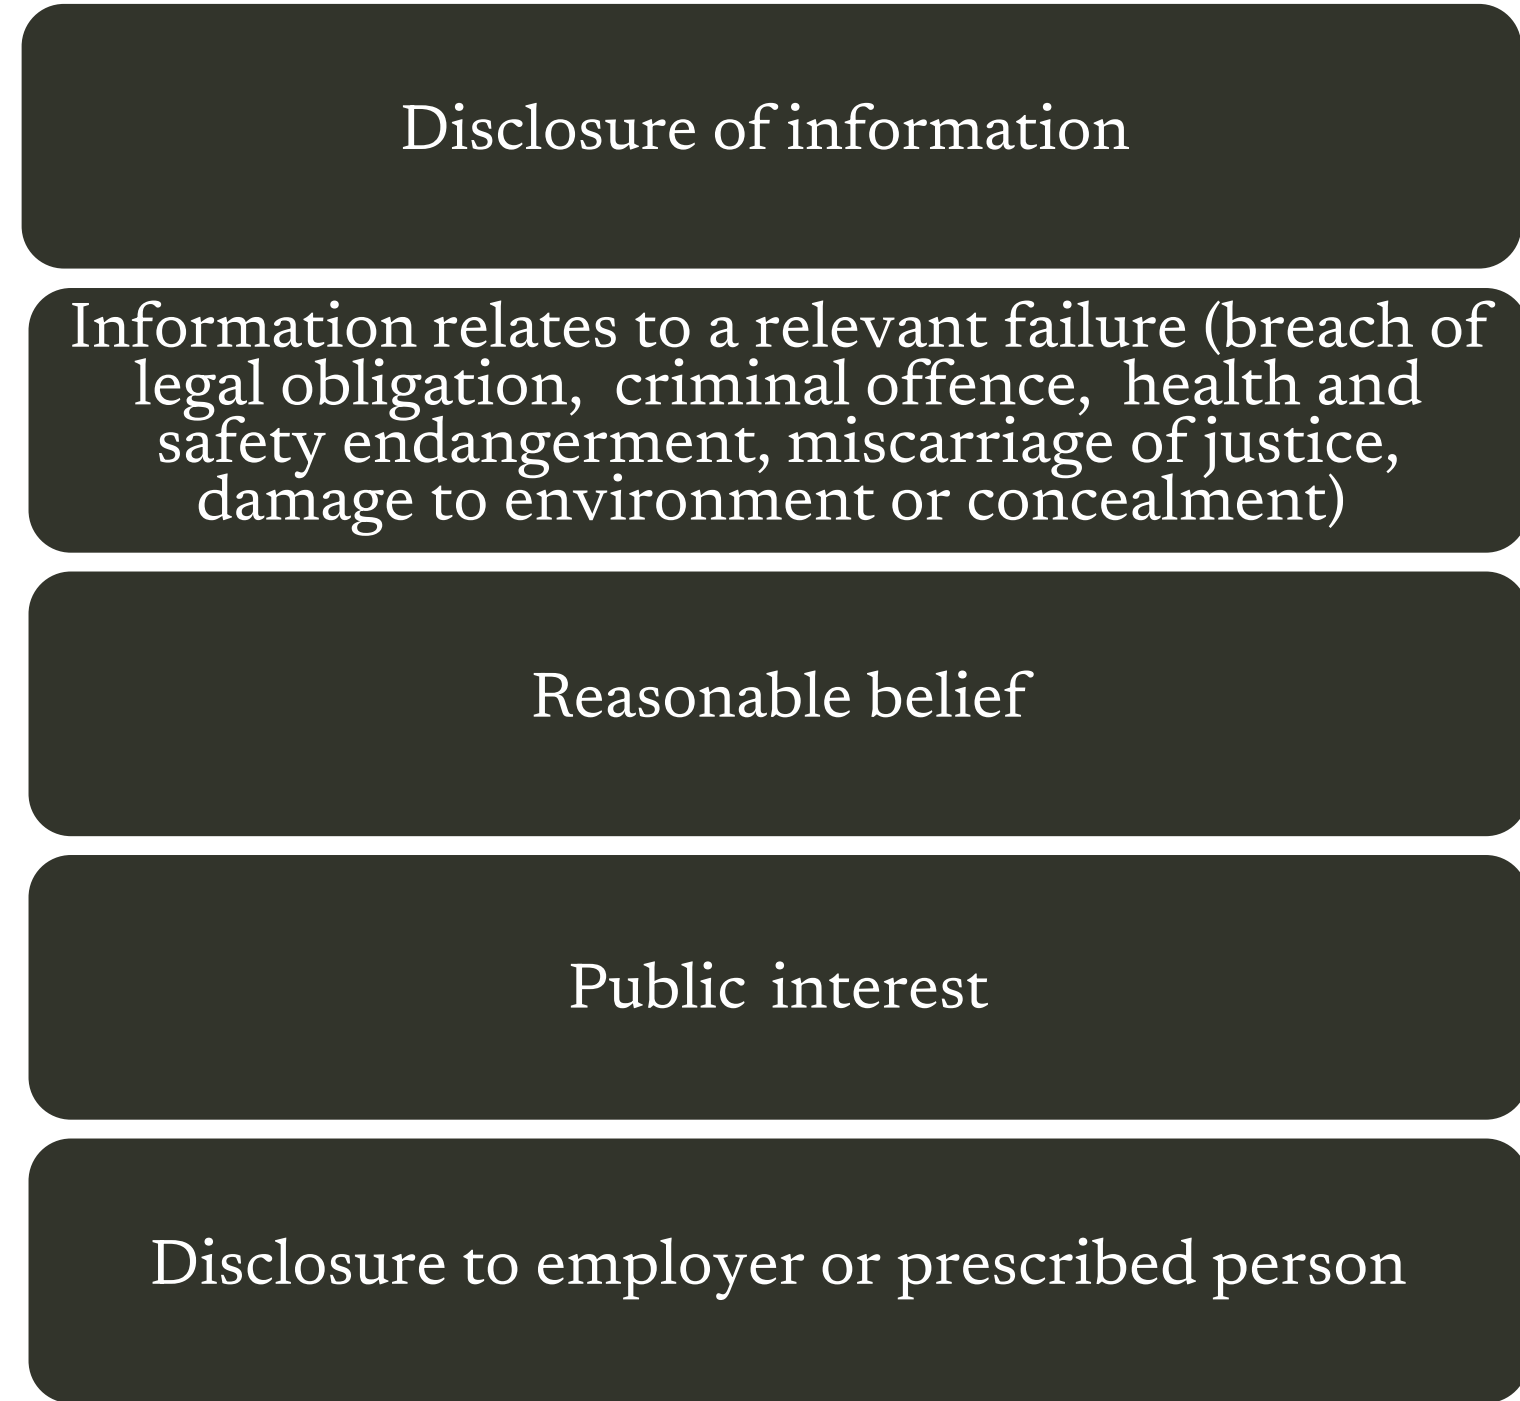 Disclosure of information
Information relates to a relevant failure (breach of
legal obligation,  criminal offence,  health and
safety endangerment, miscarriage of justice,
damage to environment or concealment)
Reasonable belief
Public  interest
Disclosure to employer or prescribed person